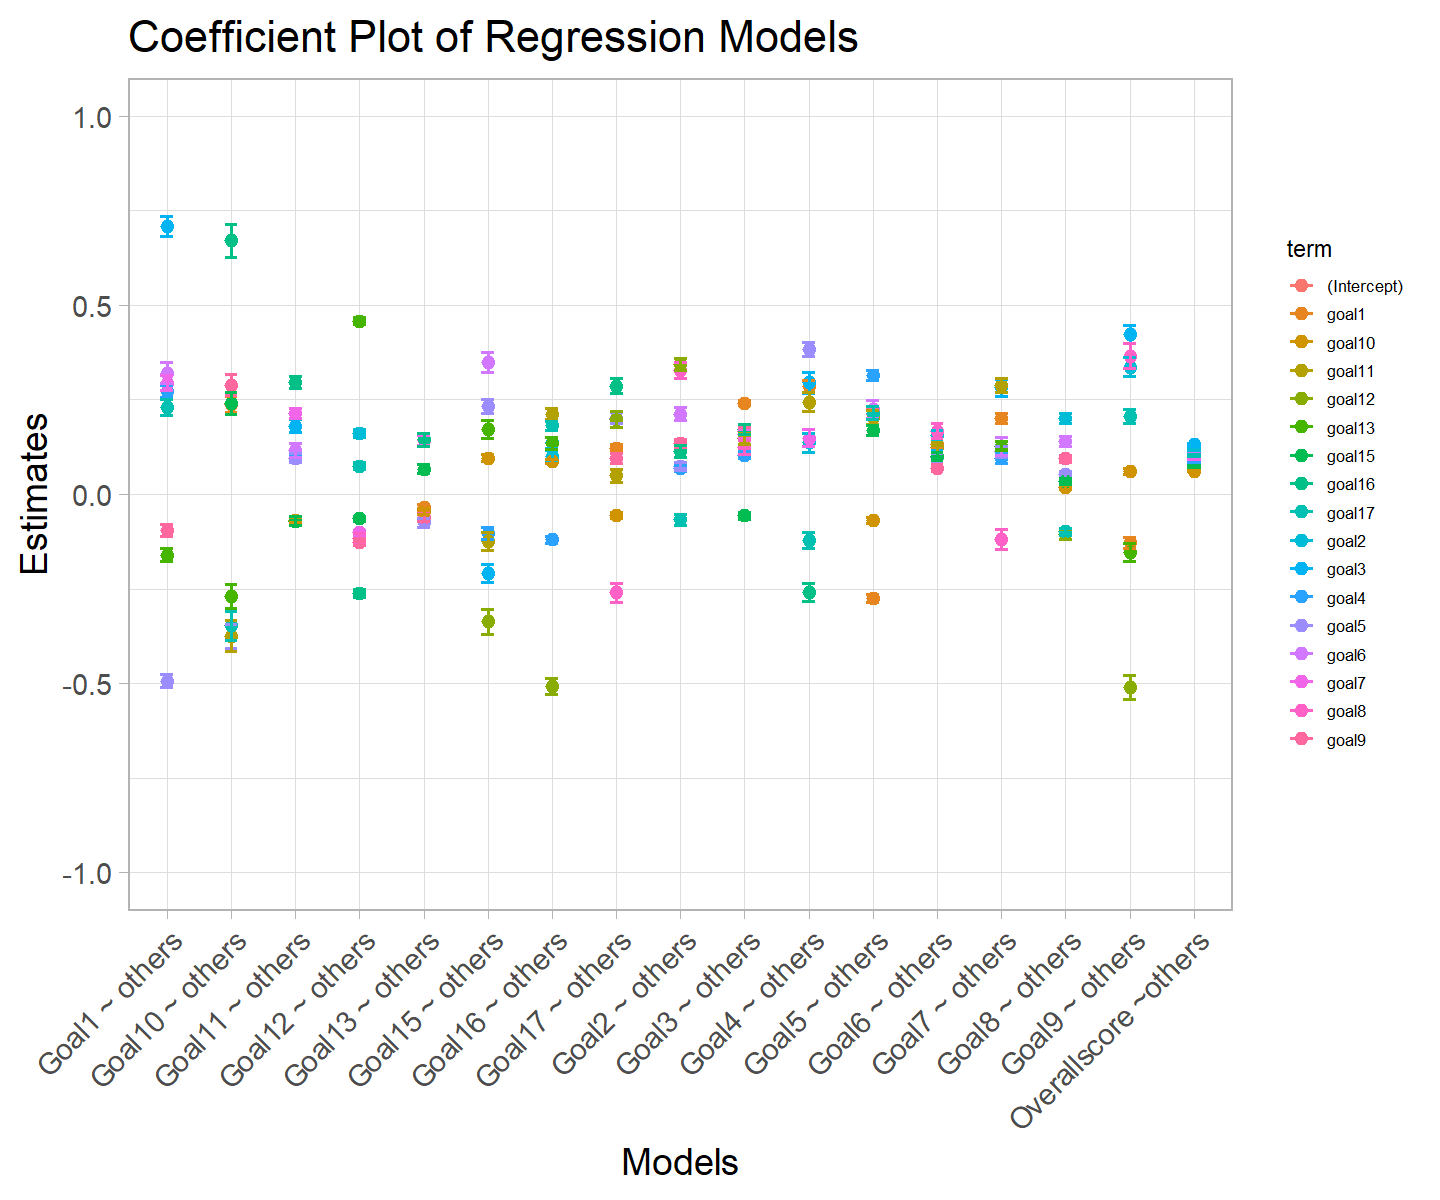 Coefficient Plot of Regression Models
Estimates
1.0
0.5
0.0
-0.5
-1.0
Goal1 ~ others
Goal10 ~ others
Goal11 ~ others
Goal12 ~ others
Goal13 ~ others
Goal15 ~ others
Goal16 ~ others
Goal17 ~ others
Goal2 ~ others
Goal3 ~ others
Goal4 ~ others
Goal5 ~ others
Goal6 ~ others
Goal7 ~ others
Goal8 ~ others
Goal9 ~ others
Overallscore ~others
Models
term
(Intercept)
goal1
goal10
goal11
goal12
goal13
goal15
goal16
goal17
goal2
goal3
goal4
goal5
goal6
goal7
goal8
goal9